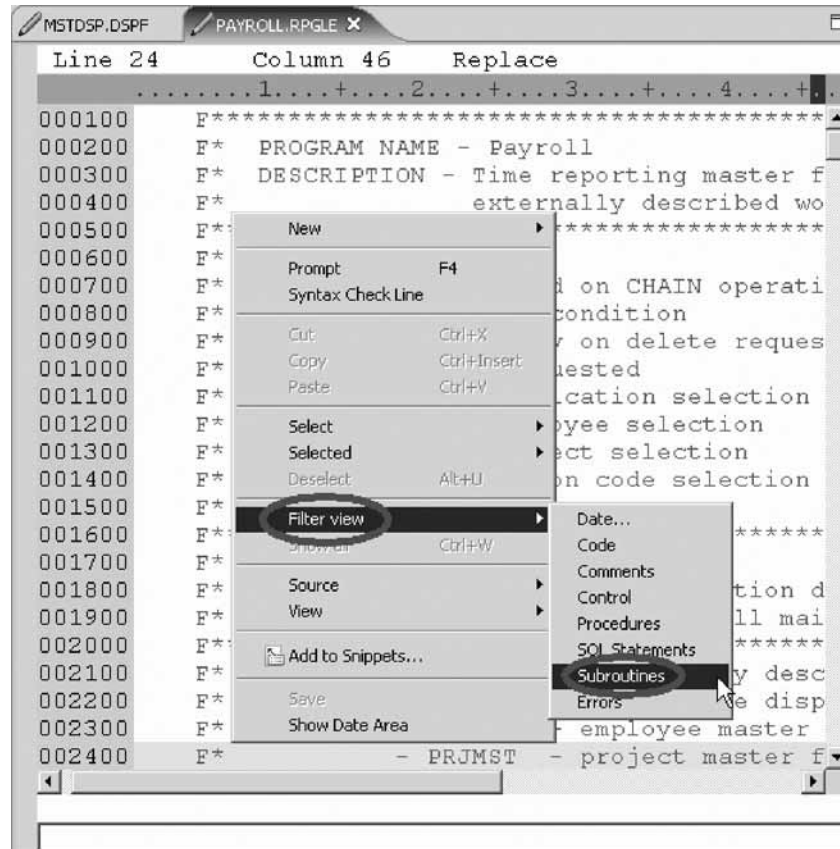 MSTDSP.DSPF PAYROLL.RPGLE
Line 24 Column 46 Replace
.........1....+....2....+....3....+....4....+..
000100 F*****************************************
000200 F* PROGRAM NAME - Payroll
000300 F* DESCRIPTION - Time reporting master f
000400 F* externally described wo
000500 F** ******************
000600 F*
000700 F* d on CHAIN operati
000800 F* condition
000900 F* y on delete reques
001000 F* uested
001100 F* ication selection
001200 F* oyee selection
001300 F* ect selection
001400 F* on code selection
001500 F*
001600 F** ******
001700 F*
001800 F* tion d
001900 F* ll mai
002000 F** ******
002100 F* y desc
002200 F* e disp
002300 F* - employee master
002400 F* - PRJMST - project master f
New
Prompt F4
Syntax Check Line
Cut Ctrl+X
Copy Ctrl+Insert
Paste Ctrl+V
Select
Selected
Deselect Alt+U
Filter view
Show all Ctrl+W
Source
View
Add to Snippets...
Save
Show Date Area
Date...
Code
Comments
Control
Procedures
SQL Statements
Subroutines
Errors